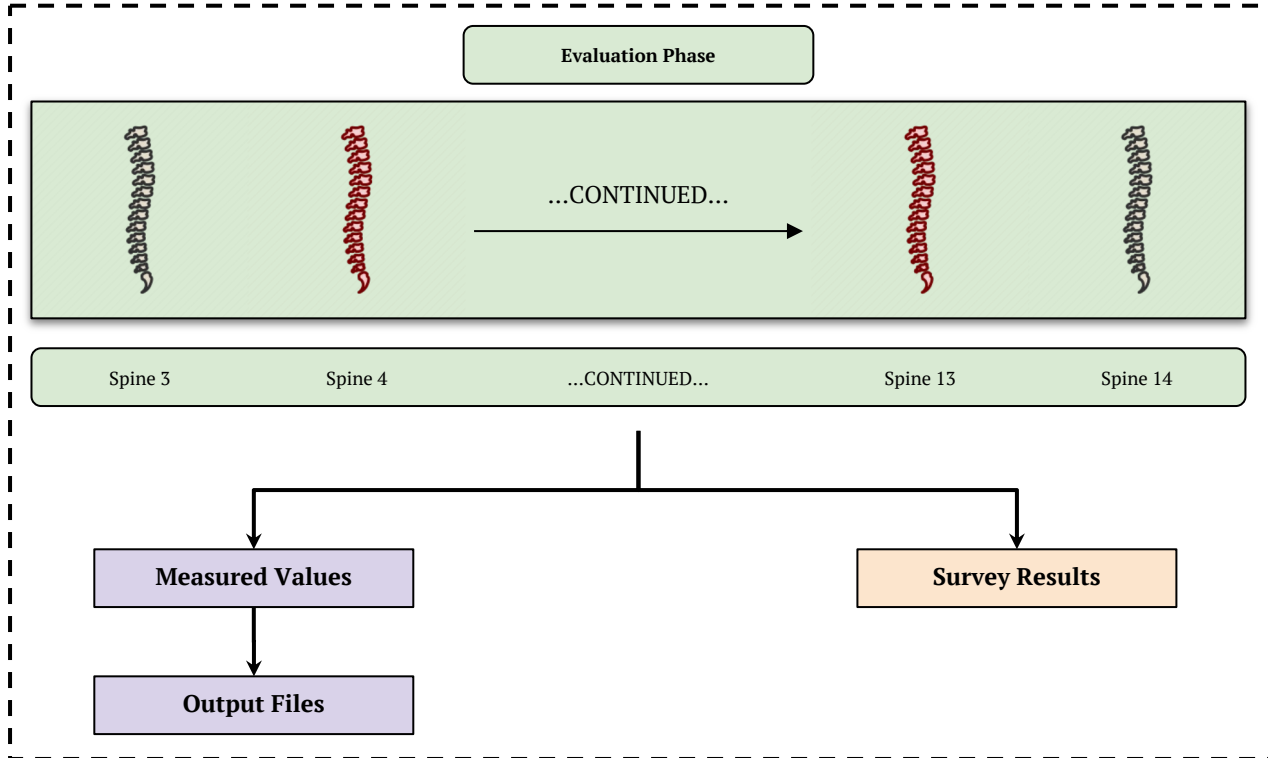 Evaluation Phase
...CONTINUED...
Spine 3 Spine 4 ...CONTINUED... Spine 13 Spine 14
Measured Values Survey Results
Output Files